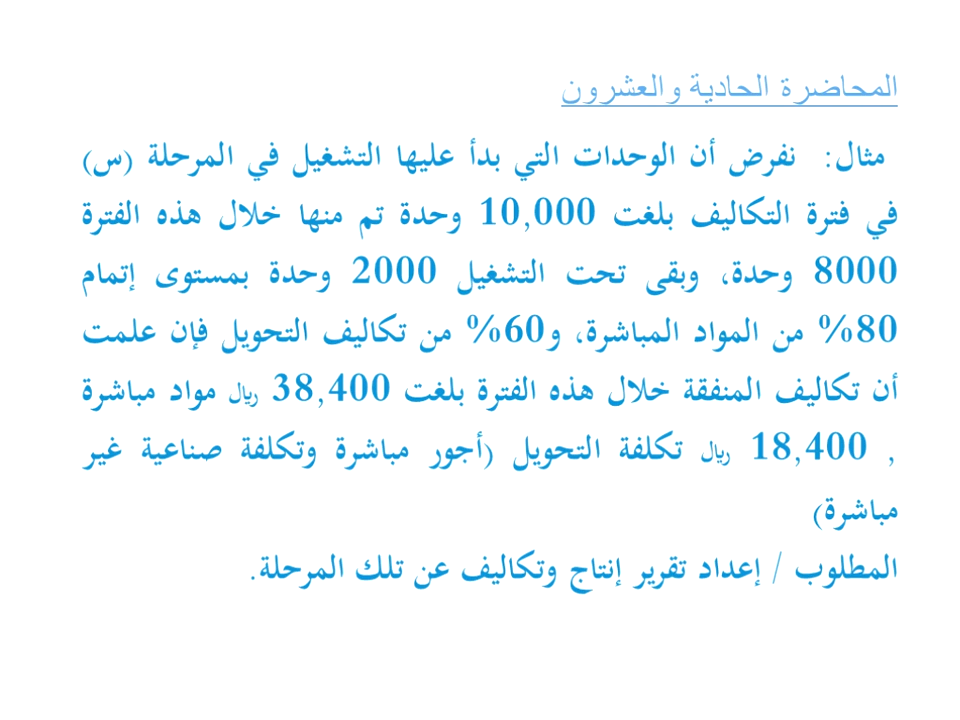 المحاضرة الحادية والعشرون
مثال: نفرض أن الوحدات التي بدأ عليها التشغيل في المرحلة (س)
في فترة التكاليف بلغت 10,000 وحدة تم منها خلال هذه الفترة
8000 وحدة، وبقى تحت التشغيل 2000 وحدة بمستوى إتمام
80% من المواد المباشرة، و60% من تكاليف التحويل فإن علمت
أن تكاليف المنفقة خلال هذه الفترة بلغت 38,400 ريال مواد مباشرة
, 18,400 ريال تكلفة التحويل (أجور مباشرة وتكلفة صناعية غير
مباشرة)
المطلوب / إعداد تقرير إنتاج وتكاليف عن تلك المرحلة.